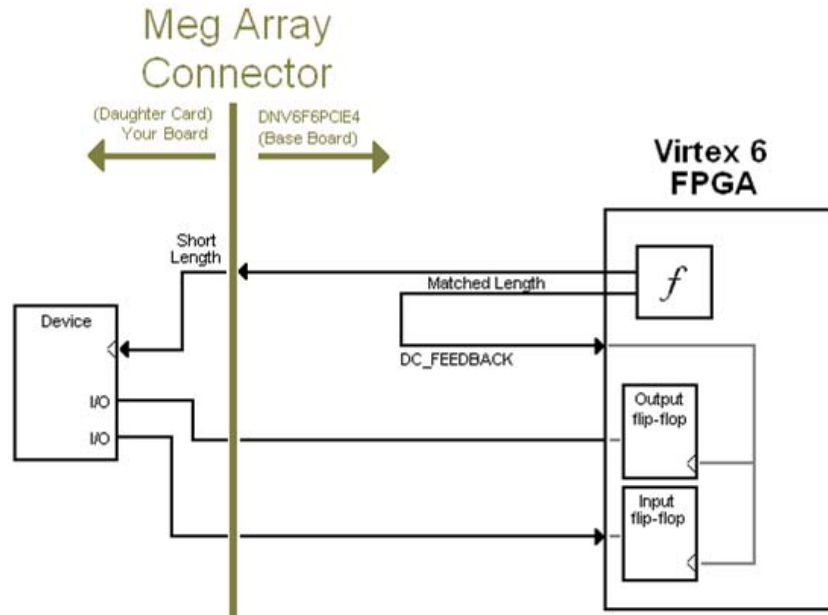 Meg Array
Connector
(Daughter Card)
Your Board
DNV6F6PCIE4
(Base Board)
Virtex 6
FPGA
Short
Length
Matched Length
f
Device
DC_FEEDBACK
I/O
I/O
Output
flip-flop
Input
flip-flop